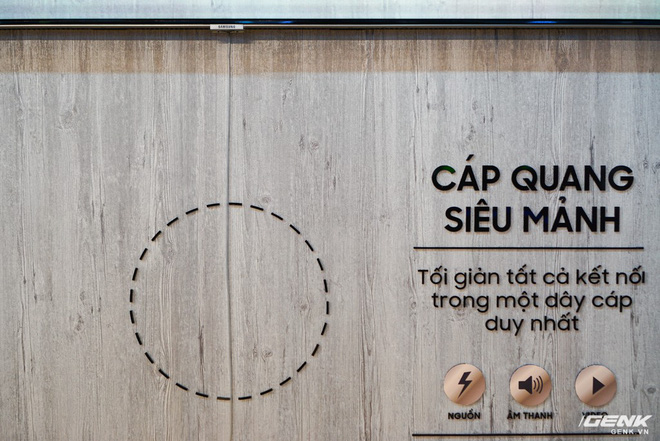 SAMSUNG
CÁP QUANG
SIÊU MẢNH
Tối giản tất cả kết nối
trong một dây cáp
duy nhất
NGUỒN ÂM THANH VIDEO
GENK
GENK.VN